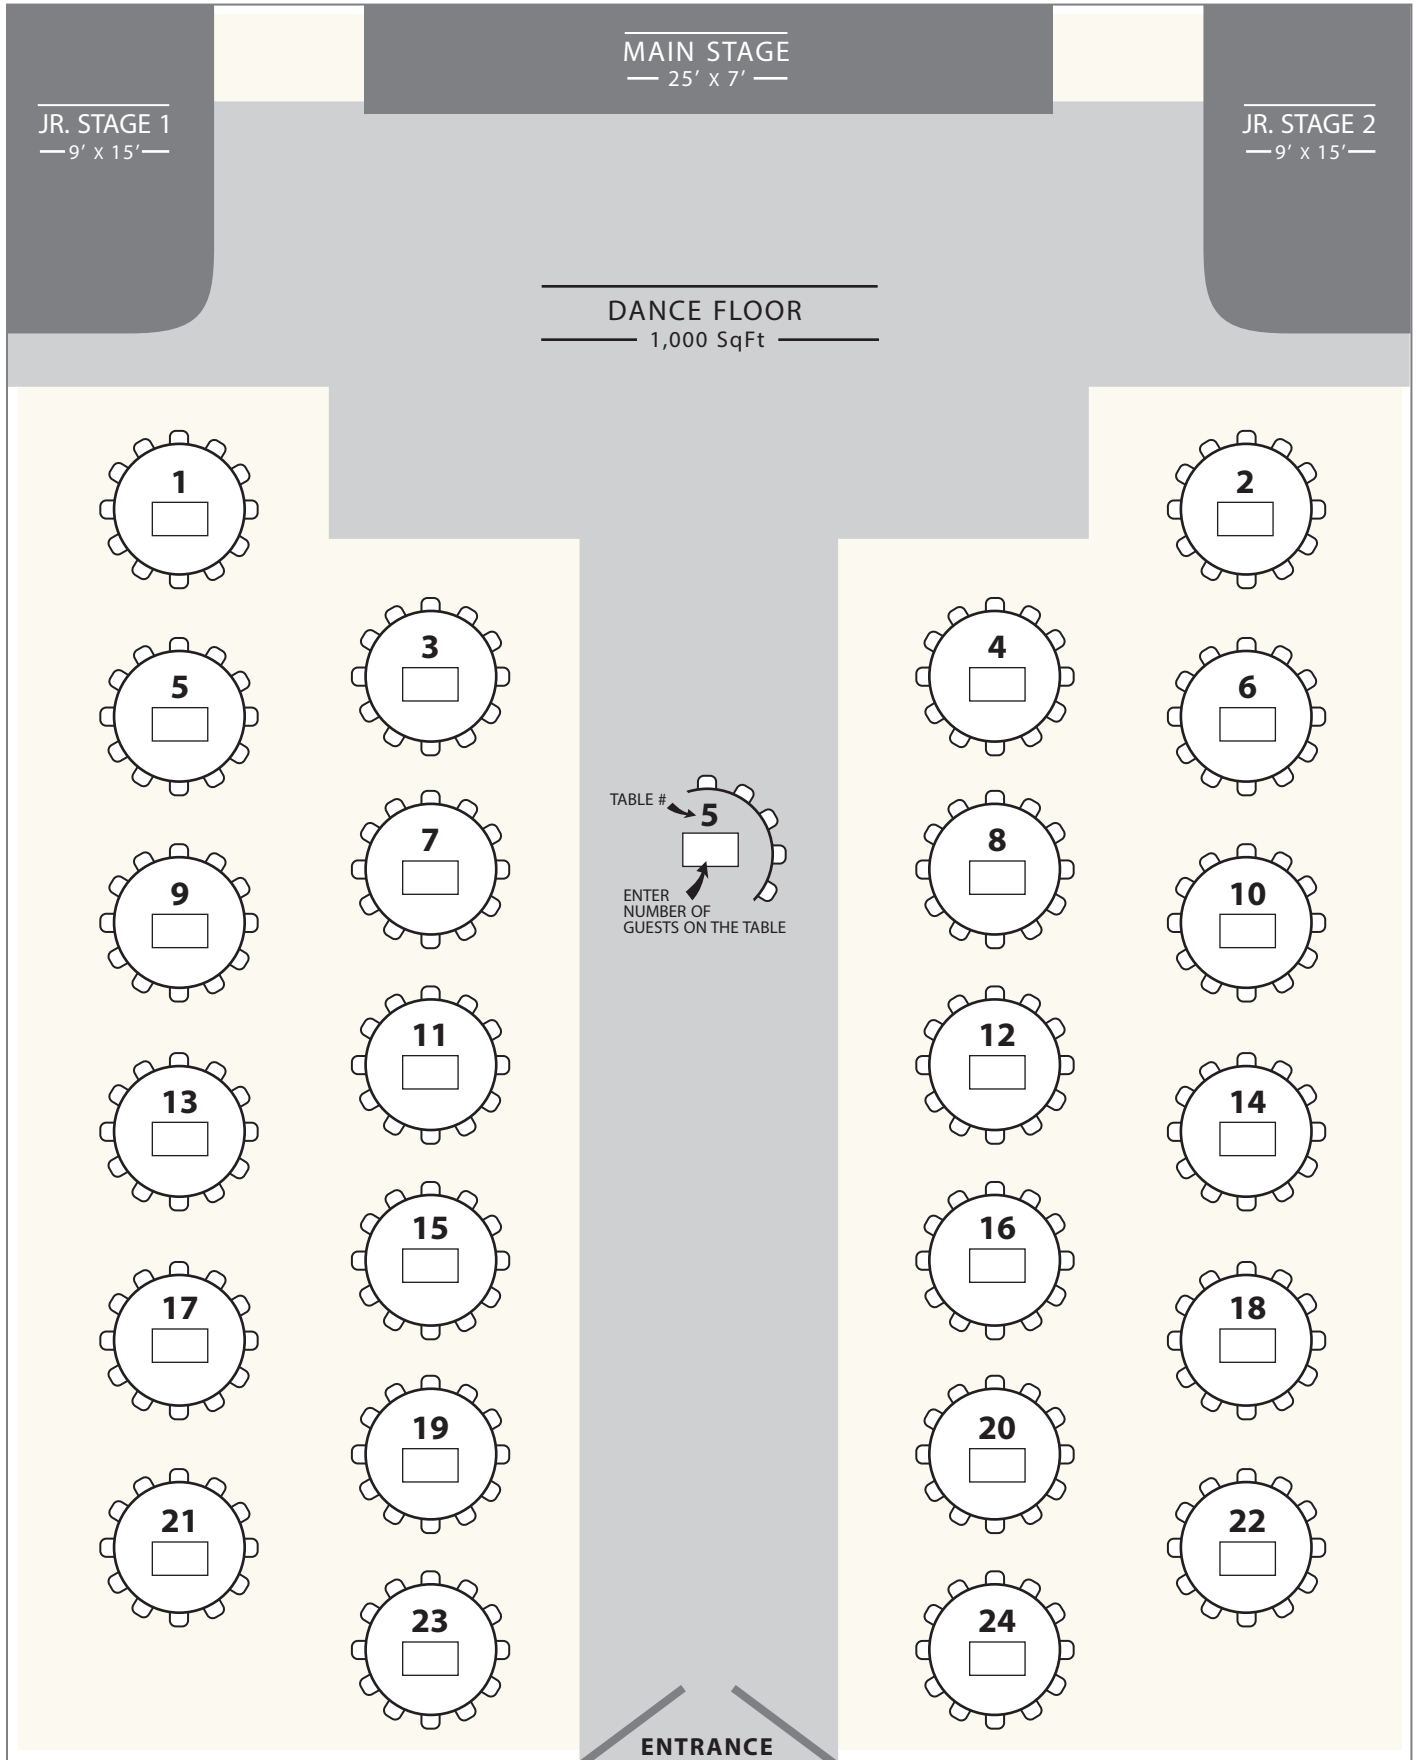 MAIN STAGE
25' X 7'
JR. STAGE 1
9' X 15'
JR. STAGE 2
9' X 15'
DANCE FLOOR
1,000 SqFt
1
2
3
4
5
6
TABLE #
5
ENTER
NUMBER OF
GUESTS ON THE TABLE
7
8
9
10
11
12
13
14
15
16
17
18
19
20
21
22
23
24
ENTRANCE